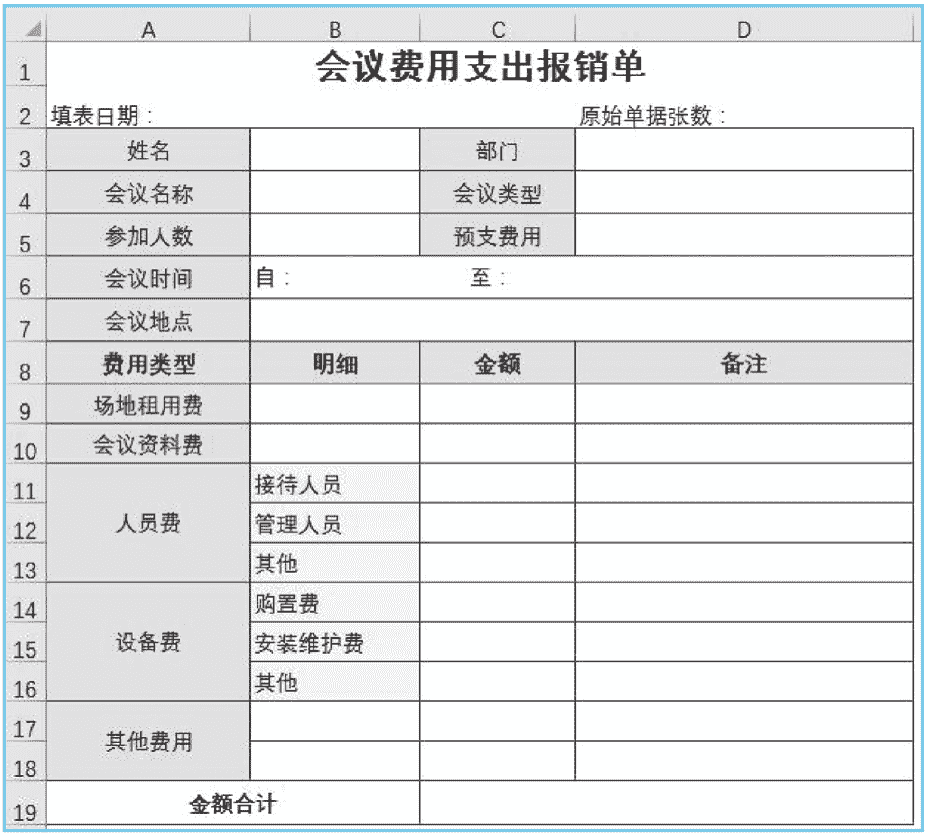 A B C D
1 会议费用支出报销单
2 填表日期： 原始单据张数：
3 姓名 部门
4 会议名称 会议类型
5 参加人数 预支费用
6 会议时间 自： 至：
7 会议地点
8 费用类型 明细 金额 备注
9 场地租用费
10 会议资料费
11 接待人员
12 人员费 管理人员
13 其他
14 购置费
15 设备费 安装维护费
16 其他
17
其他费用
18
19 金额合计